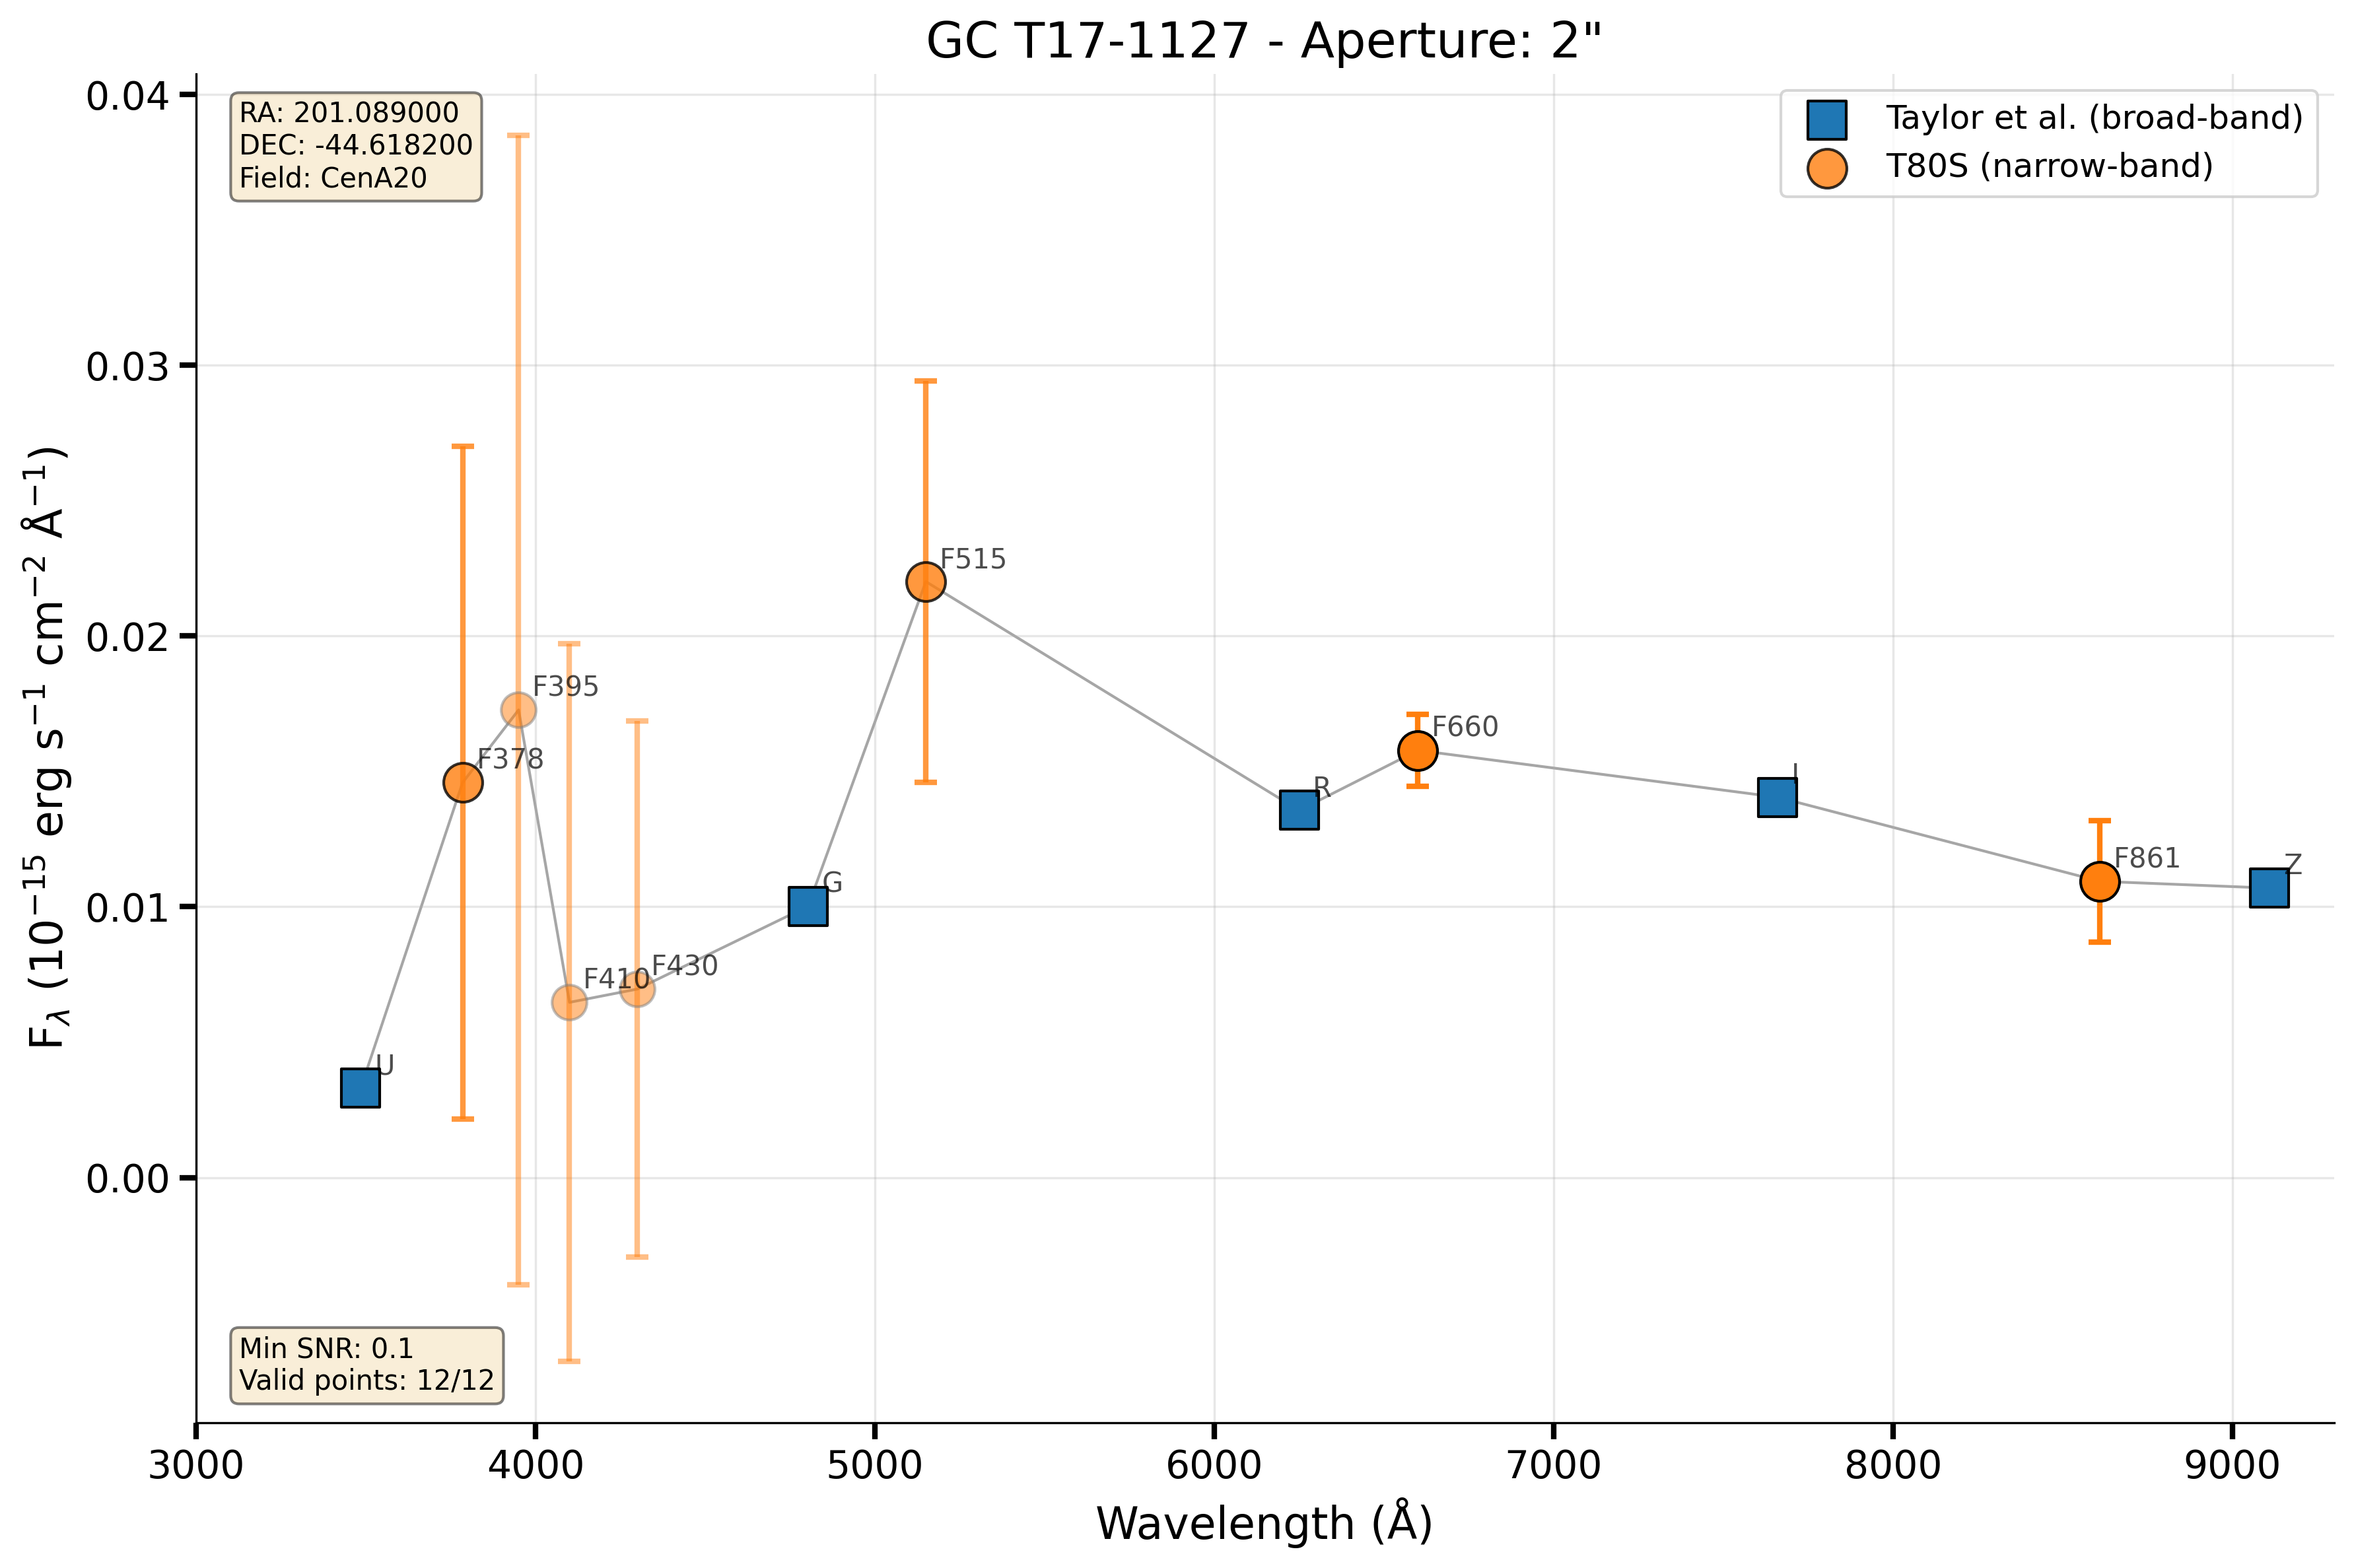 GC T17-1127 - Aperture: 2"
RA: 201.089000
DEC: -44.618200
Field: CenA20
Taylor et al. (broad-band)
T80S (narrow-band)
0.04
0.03
0.02
0.01
0.00
F_λ (10⁻¹⁵ erg s⁻¹ cm⁻² Å⁻¹)
U
F378
F395
F410
F430
G
F515
R
F660
I
F861
Z
Min SNR: 0.1
Valid points: 12/12
3000 4000 5000 6000 7000 8000 9000
Wavelength (Å)